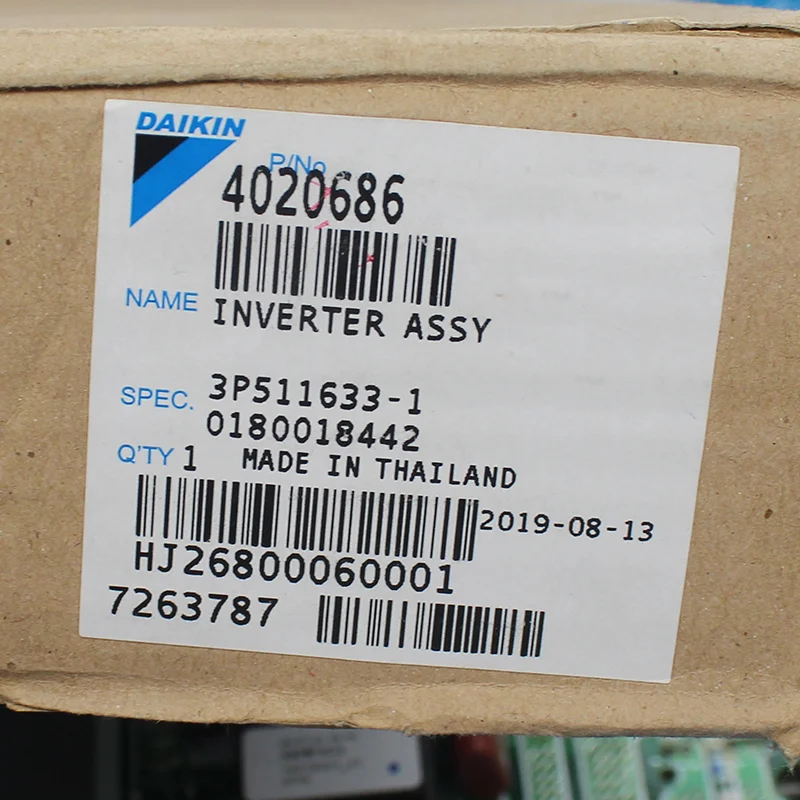 DAIKIN
P/No
4020686
NAME INVERTER ASSY
SPEC. 3P511633-1
0180018442
Q'TY 1 MADE IN THAILAND
2019-08-13
HJ26800060001
7263787